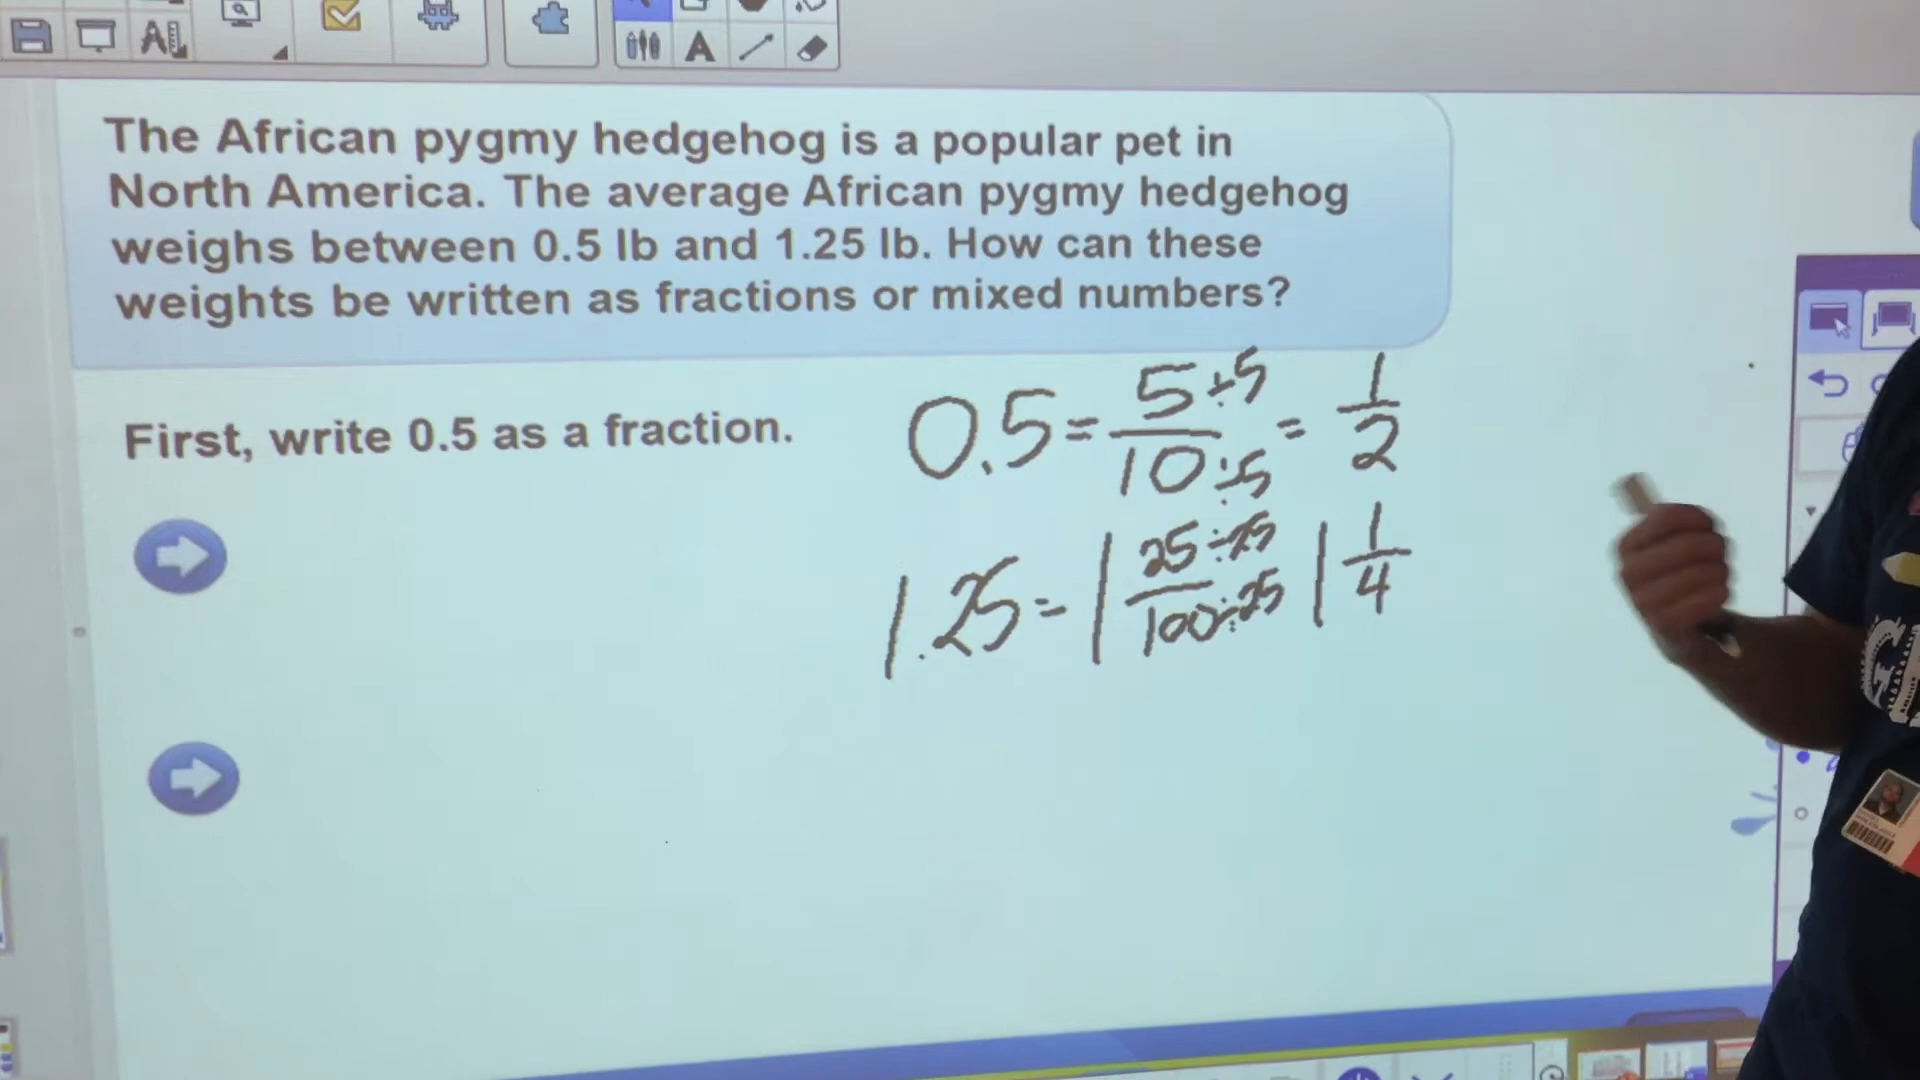 The African pygmy hedgehog is a popular pet in
North America. The average African pygmy hedgehog
weighs between 0.5 lb and 1.25 lb. How can these
weights be written as fractions or mixed numbers?
First, write 0.5 as a fraction.
0.5 = 5÷5/10÷5 = 1/2
1.25 = 1 25÷25/100÷25 1 1/4